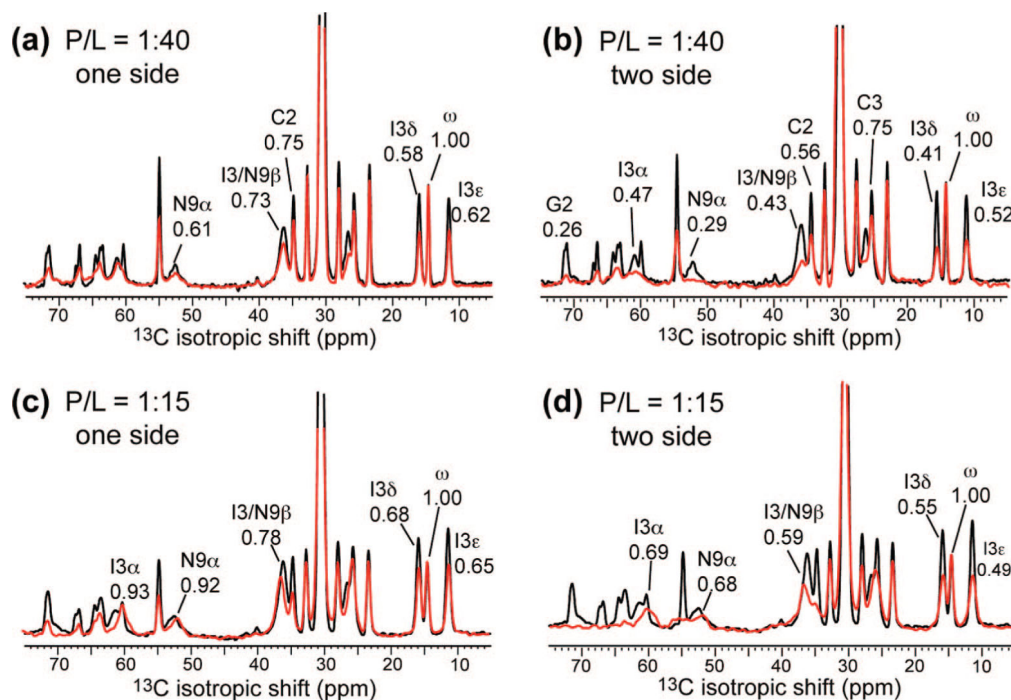 (a) P/L = 1:40
one side
C2
0.75
I3/N9β
0.73
N9α
0.61
I3δ
0.58
ω
1.00
I3ε
0.62
70 60 50 40 30 20 10
13C isotropic shift (ppm)
(b) P/L = 1:40
two side
G2
0.26
I3α
0.47
N9α
0.29
C2
0.56
I3/N9β
0.43
C3
0.75
I3δ
0.41
ω
1.00
I3ε
0.52
70 60 50 40 30 20 10
13C isotropic shift (ppm)
(c) P/L = 1:15
one side
I3α
0.93
N9α
0.92
I3/N9β
0.78
I3δ
0.68
ω
1.00
I3ε
0.65
70 60 50 40 30 20 10
13C isotropic shift (ppm)
(d) P/L = 1:15
two side
I3α
0.69
N9α
0.68
I3/N9β
0.59
I3δ
0.55
ω
1.00
I3ε
0.49
70 60 50 40 30 20 10
13C isotropic shift (ppm)